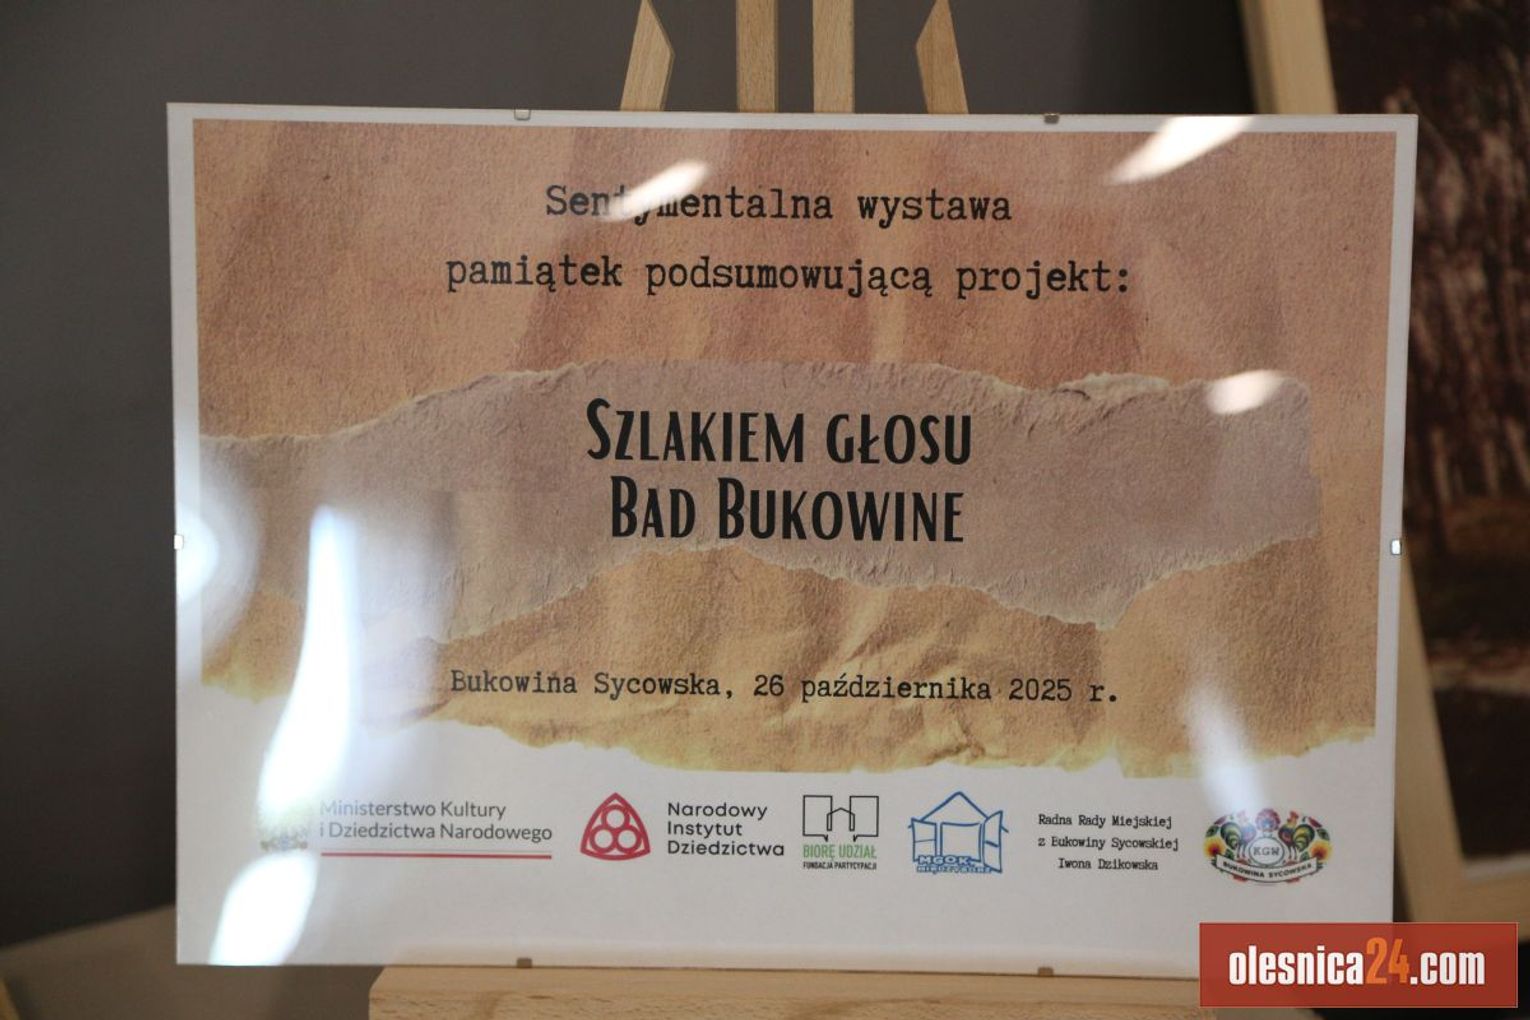 Sentymentalna wystawa
pamiątek podsumowującą projekt:
SZLAKIEM GŁOSU
BAD BUKOWINE
Bukowina Sycowska, 26 października 2025 r.
Ministerstwo Kultury
i Dziedzictwa Narodowego
Narodowy
Instytut
Dziedzictwa
BIORĘ UDZIAŁ
FUNDACJA PARTYCYPACJI
MGOK
Radna Rady Miejskiej
z Bukowiny Sycowskiej
Iwona Dzikowska
KGW
BUKOWINA SYCOWSKA
olesnica24.com